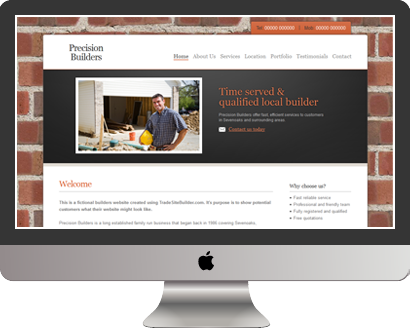 00000 000000 / 00000 000000
Precision
Builders
Home About Us Services Location Portfolio Testimonials Contact
Time served &
qualified local builder
Precision Builders offer fast, efficient services to customers
in Sevenoaks and surrounding areas.
Contact us today
Welcome
This is a fictional builders website created using TradeSiteBuilder.com. It's purpose is to show potential
customers what their website might look like.
Precision Builders is a long established family run business that began back in 1996 covering Sevenoaks,
Why choose us?
Fast reliable service
Professional and friendly team
Fully registered and qualified
Free quotations